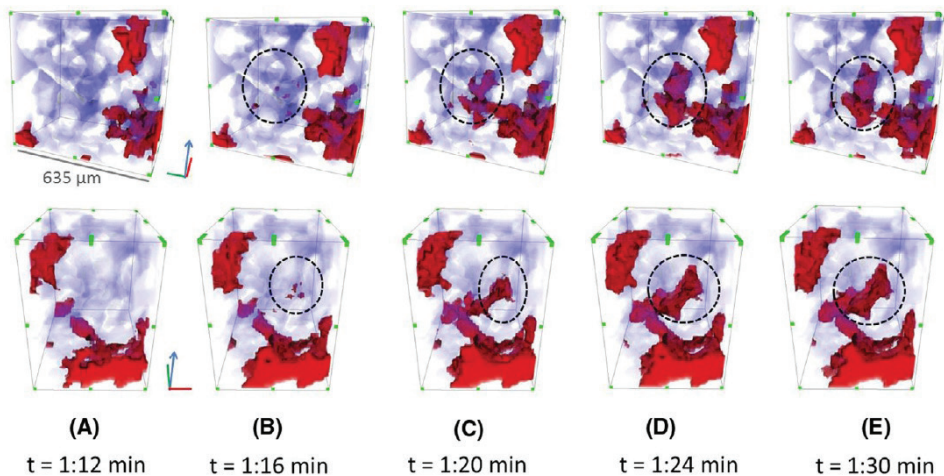 635 μm
(A) (B) (C) (D) (E)
t = 1:12 min t = 1:16 min t = 1:20 min t = 1:24 min t = 1:30 min